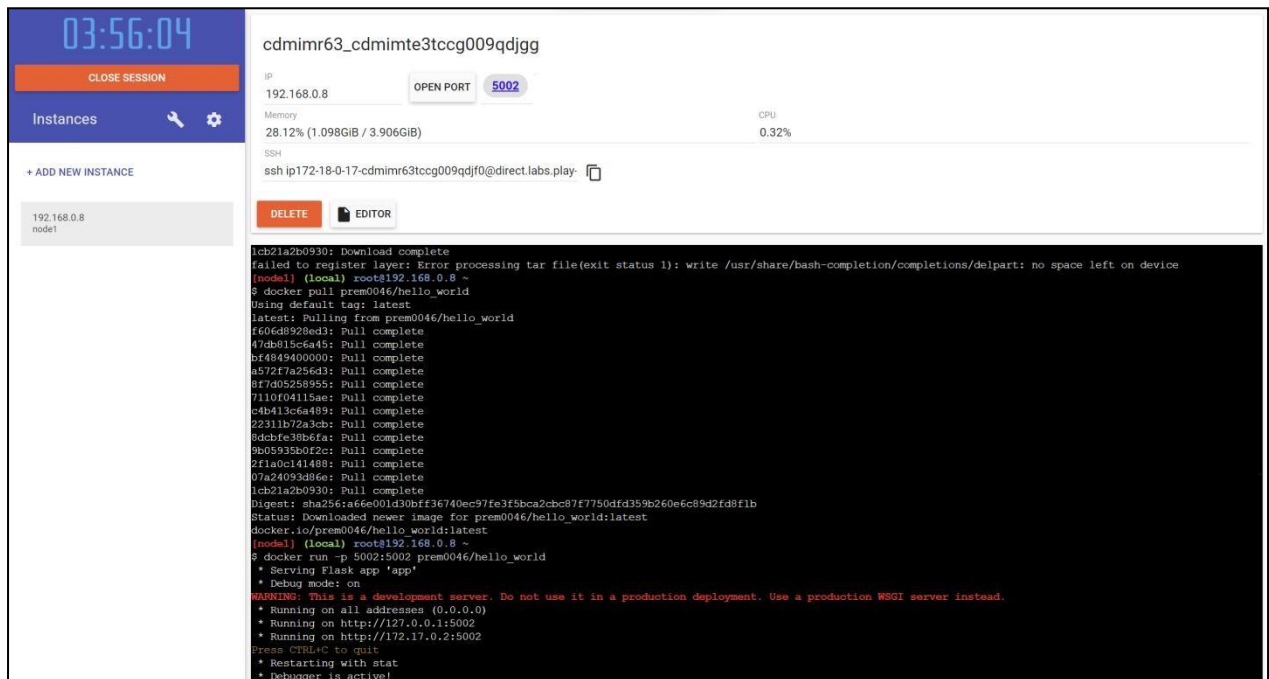 03:56:04
CLOSE SESSION
Instances
+ ADD NEW INSTANCE
192.168.0.8
node1
cdmimr63_cdmimte3tccg009qdjgg
IP
192.168.0.8
OPEN PORT
5002
Memory
28.12% (1.098GiB / 3.906GiB)
CPU
0.32%
SSH
ssh ip172-18-0-17-cdmimr63tccg009qdjf0@direct.labs.play-
DELETE
EDITOR
1cb21a2b0930: Download complete
failed to register layer: Error processing tar file(exit status 1): write /usr/share/bash-completion/completions/delpart: no space left on device
[node1] (local) root@192.168.0.8 ~
$ docker pull prem0046/hello_world
Using default tag: latest
latest: Pulling from prem0046/hello_world
f606d8928ed3: Pull complete
47db815c6a45: Pull complete
bf4849400000: Pull complete
a572f7a256d3: Pull complete
8f7d05258955: Pull complete
7110f04115ae: Pull complete
c4b413c6a489: Pull complete
22311b72a3cb: Pull complete
8dcbfe38b6fa: Pull complete
9b05935b0f2c: Pull complete
2f1a0c141488: Pull complete
07a24093d86e: Pull complete
1cb21a2b0930: Pull complete
Digest: sha256:a66e001d30bff36740ec97fe3f5bca2cbc87f7750dfd359b260e6c89d2fd8f1b
Status: Downloaded newer image for prem0046/hello_world:latest
docker.io/prem0046/hello_world:latest
[node1] (local) root@192.168.0.8 ~
$ docker run -p 5002:5002 prem0046/hello_world
* Serving Flask app 'app'
* Debug mode: on
WARNING: This is a development server. Do not use it in a production deployment. Use a production WSGI server instead.
* Running on all addresses (0.0.0.0)
* Running on http://127.0.0.1:5002
* Running on http://172.17.0.2:5002
Press CTRL+C to quit
* Restarting with stat
* Debugger is active!